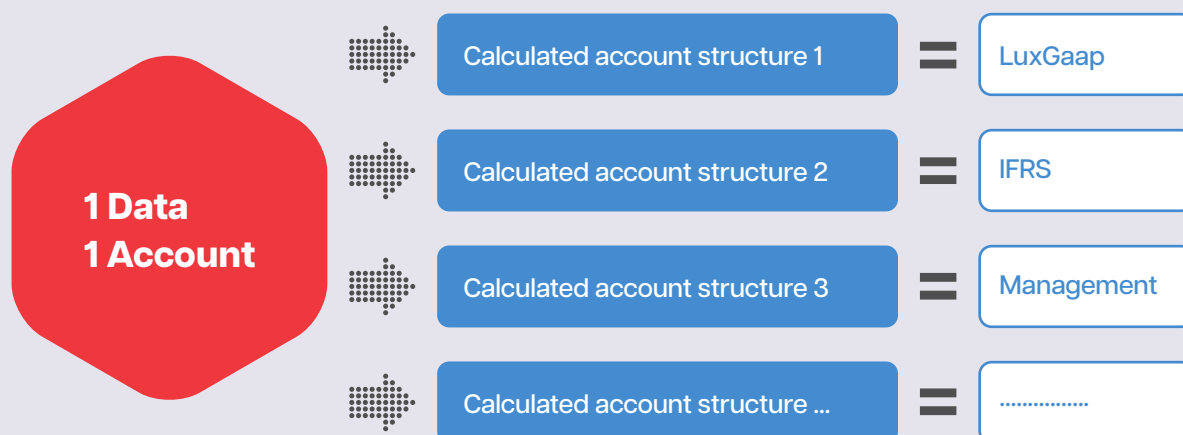 1 Data
1 Account
Calculated account structure 1
=
LuxGaap
Calculated account structure 2
=
IFRS
Calculated account structure 3
=
Management
Calculated account structure ...
=
................